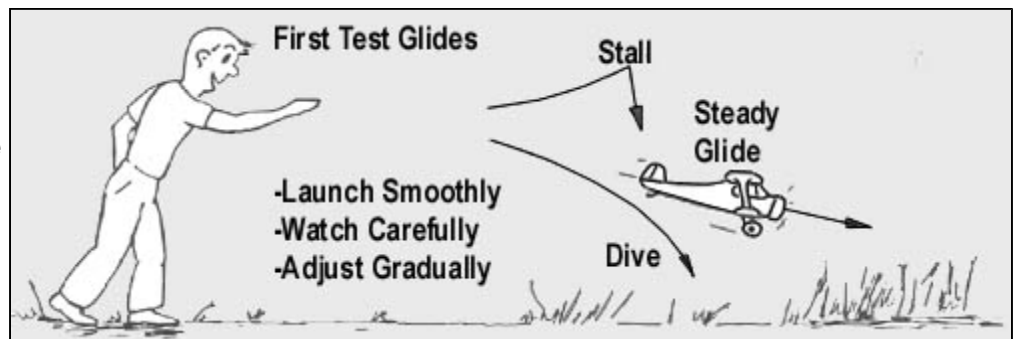 First Test Glides
Stall
Steady
Glide
-Launch Smoothly
-Watch Carefully
-Adjust Gradually
Dive